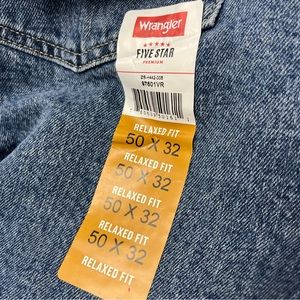 Wrangler
FIVE STAR
PREMIUM
97601VR
RELAXED FIT
50 X 32
RELAXED FIT
50 X 32
RELAXED FIT
50 X 32
RELAXED FIT
50 X 32
RELAXED FIT